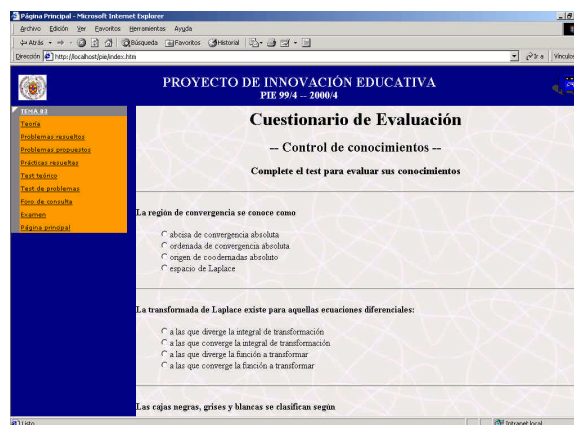 Página Principal - Microsoft Internet Explorer
Archivo Edición Ver Favoritos Herramientas Ayuda
Atrás Búsqueda Favoritos Historial
Dirección http://localhost/pie/index.htm Ir a Vínculos
PROYECTO DE INNOVACIÓN EDUCATIVA
PIE 99/4 -- 2000/4
TEMA 03
Teoría
Problemas resueltos
Problemas propuestos
Prácticas resueltas
Test teórico
Test de problemas
Foro de consulta
Examen
Página principal
Cuestionario de Evaluación
-- Control de conocimientos --
Complete el test para evaluar sus conocimientos
La región de convergencia se conoce como
abcisa de convergencia absoluta
ordenada de convergencia absoluta
origen de coodernadas absoluto
espacio de Laplace
La transformada de Laplace existe para aquellas ecuaciones diferenciales:
a las que diverge la integral de transformación
a las que converge la integral de transformación
a las que diverge la función a transformar
a las que converge la función a transformar
Las cajas negras, grises y blancas se clasifican según
Listo Intranet local